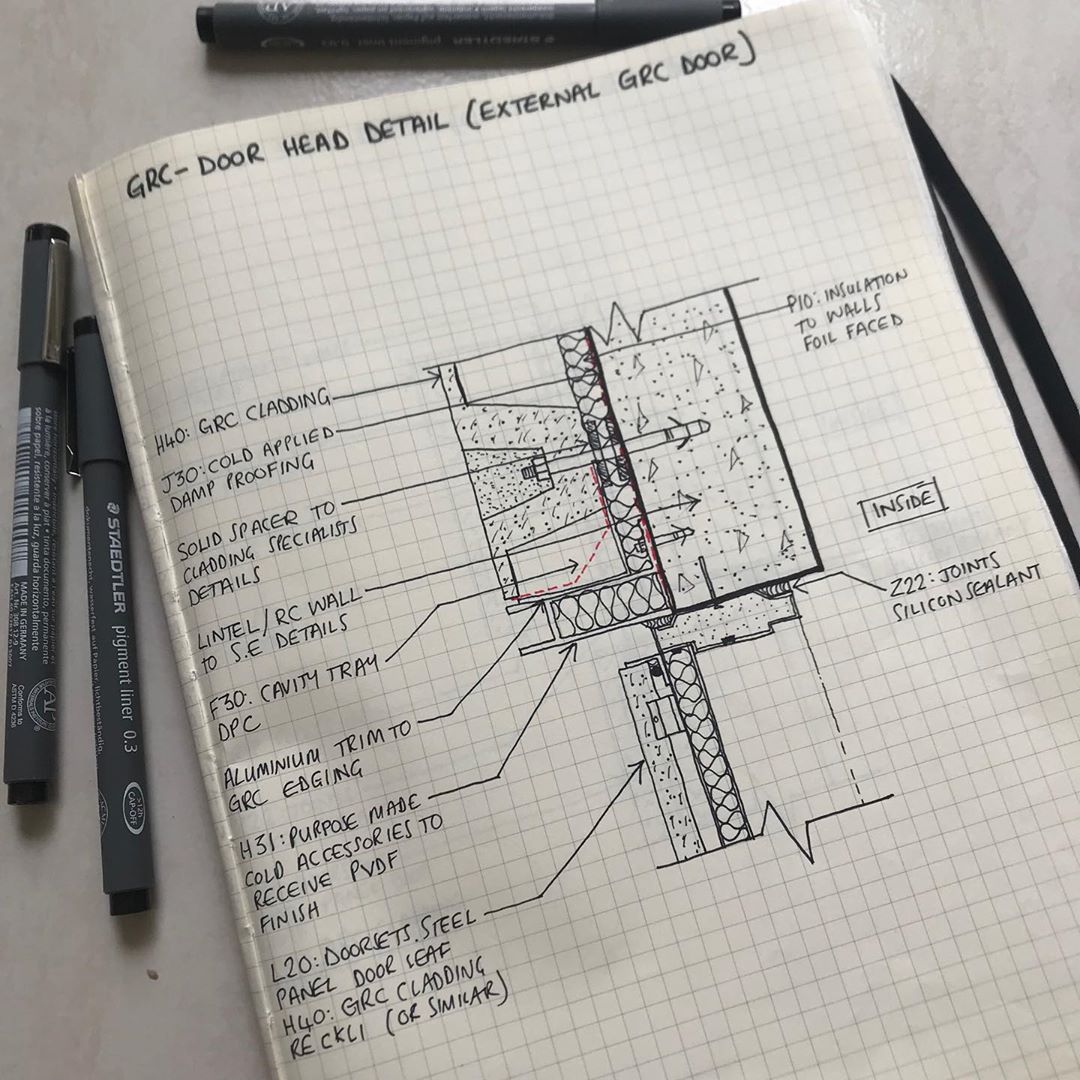 STAEDTLER
pigment liner 0.3
GRC-DOOR HEAD DETAIL (EXTERNAL GRC DOOR)
P10: INSULATION
TO WALLS
FOIL FACED
H40: GRC CLADDING
J30: COLD APPLIED
DAMP PROOFING
SOLID SPACER TO
CLADDING SPECIALISTS
DETAILS
LINTEL/RC WALL
to S.E DETAILS
F30: CAVITY TRAY
DPC
ALUMINIUM TRIM TO
GRC EDGING
H31: PURPOSE MADE
COLD ACCESSORIES TO
RECEIVE PVDF
FINISH
L20: DOORSETS. STEEL
PANEL DOOR LEAF
H40: GRC CLADDING
RECKLI (OR SIMILAR)
INSIDE
Z22: JOINTS
SILICON SEALANT
MADE IN GERMANY
STAEDTLER pigment liner 0.3
CAP-OFF